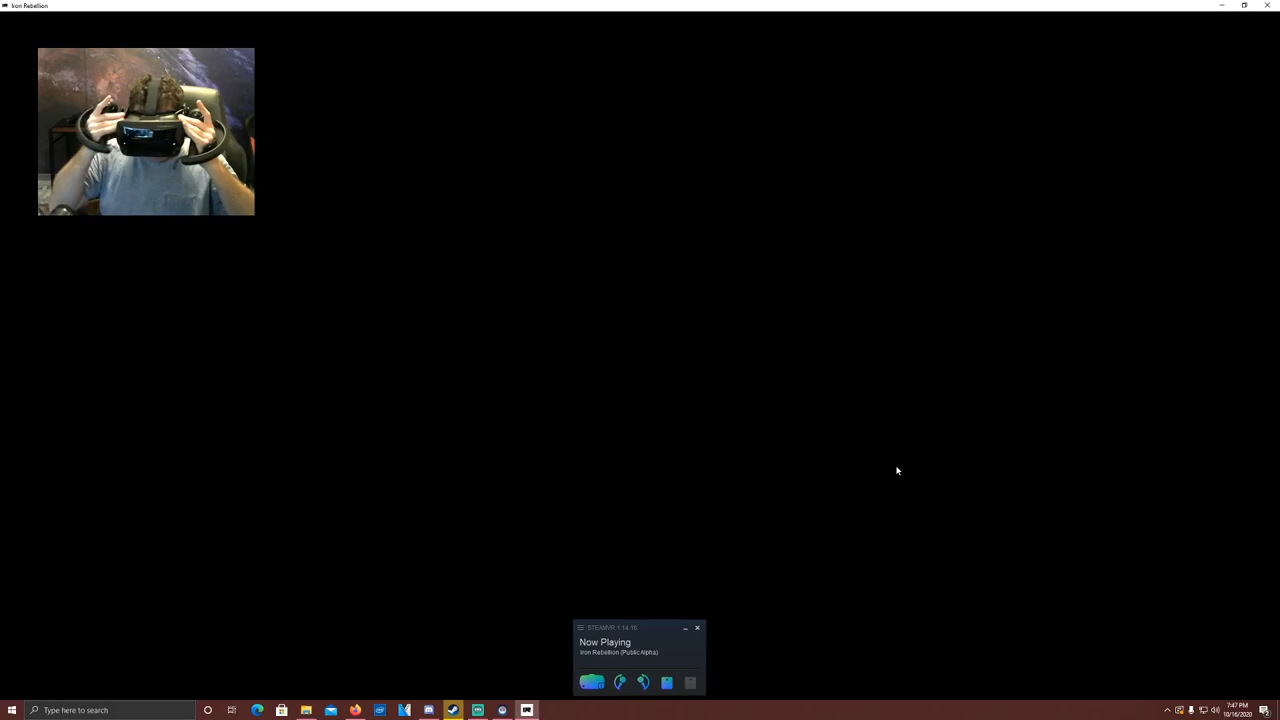 Iron Rebellion
STEAMVR 1.14.16
Now Playing
Iron Rebellion (Public Alpha)
Type here to search
7:47 PM
10/16/2020